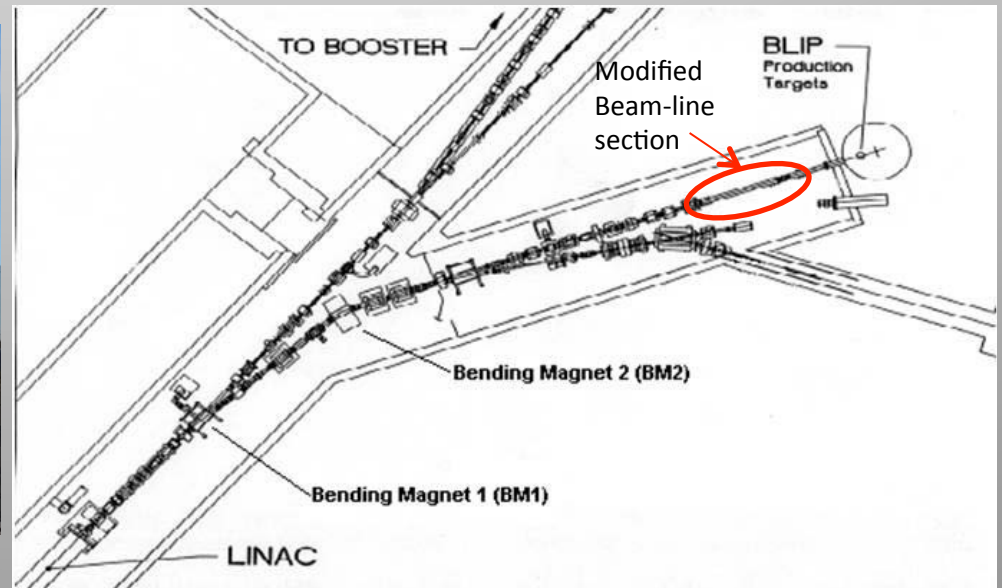 TO BOOSTER
BLIP
Production
Targets
Modified
Beam-line
section
Bending Magnet 2 (BM2)
Bending Magnet 1 (BM1)
LINAC